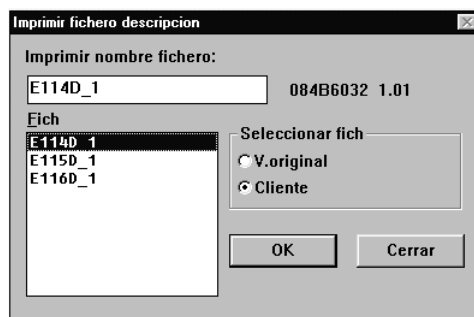 Imprimir fichero descripcion
Imprimir nombre fichero:
E114D_1
084B6032 1.01
Fich
E114D_1
E115D_1
E116D_1
Seleccionar fich
V.original
Cliente
OK
Cerrar